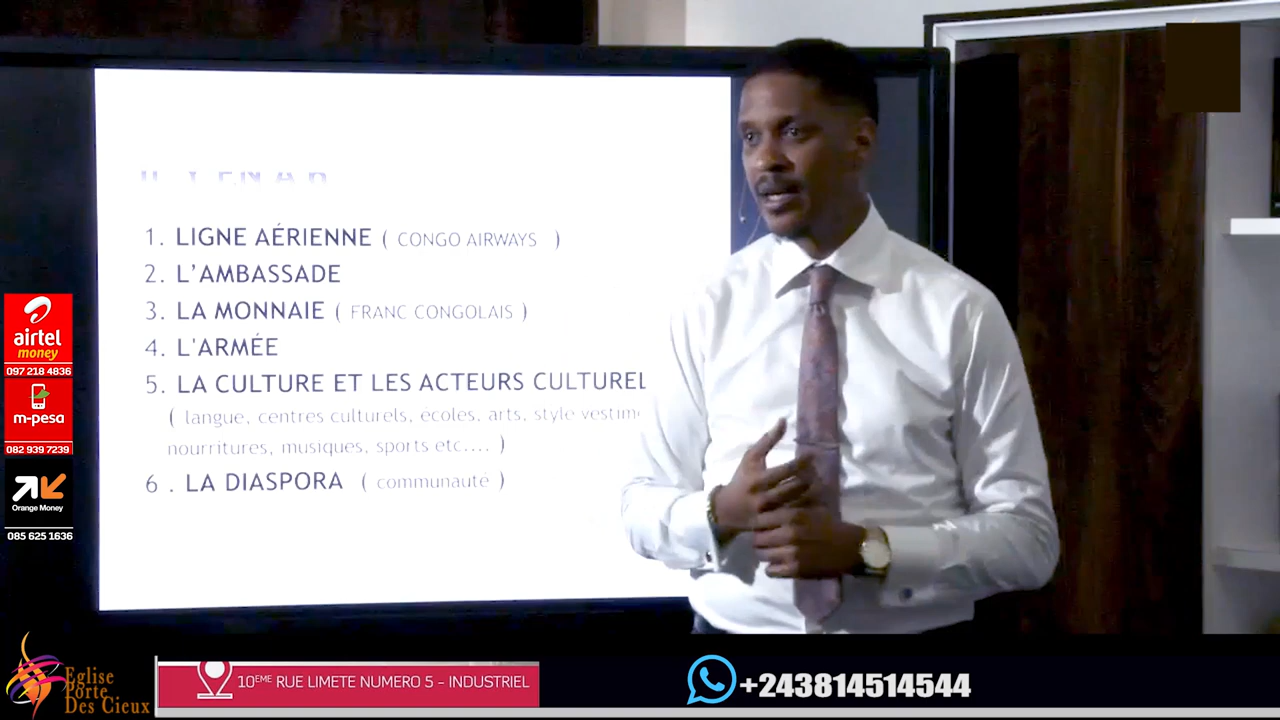 1. LIGNE AÉRIENNE ( CONGO AIRWAYS )
2. L'AMBASSADE
3. LA MONNAIE ( FRANC CONGOLAIS )
4. L'ARMÉE
5. LA CULTURE ET LES ACTEURS CULTUREL
( langue, centres culturels, écoles, arts, style vestime
nourritures, musiques, sports etc.... )
6 . LA DIASPORA ( communauté )
airtel
money
097 218 4836
m-pesa
082 939 7239
Orange Money
085 625 1636
Eglise
Porte
Des Cieux
10EME RUE LIMETE NUMERO 5 - INDUSTRIEL
+243814514544